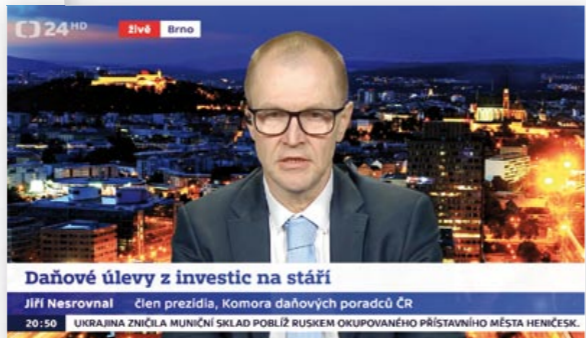 24 HD
živě Brno
Daňové úlevy z investic na stáří
Jiří Nesrovnal člen prezidia, Komora daňových poradců ČR
20:50 UKRAJINA ZNIČILA MUNIČNÍ SKLAD POBLÍŽ RUSKEM OKUPOVANÉHO PŘÍSTAVNÍHO MĚSTA HENIČESK.